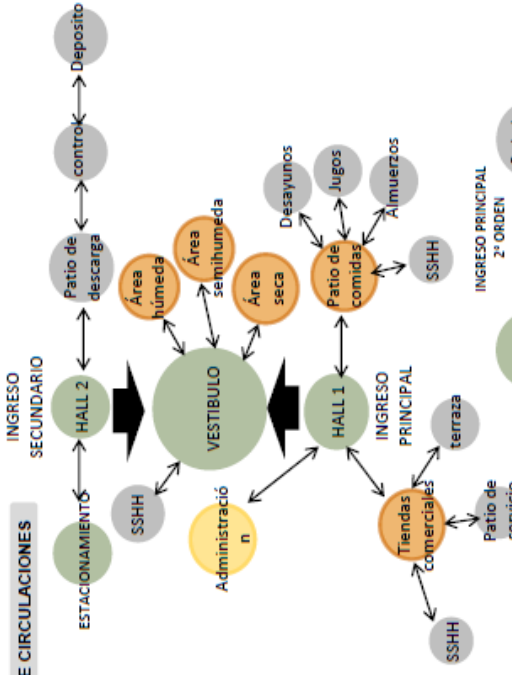 E CIRCULACIONES
INGRESO
SECUNDARIO
ESTACIONAMIENTO
HALL 2
Patio de
descarga
control
Deposito
SSHH
Área
húmeda
Área
semihumeda
VESTIBULO
Administració
n
Área
seca
HALL 1
Patio de
comidas
Desayunos
Jugos
Almuerzos
INGRESO
PRINCIPAL
Tiendas
comerciales
SSHH
terraza
SSHH
Patio de
servicio
INGRESO PRINCIPAL
2º ORDEN